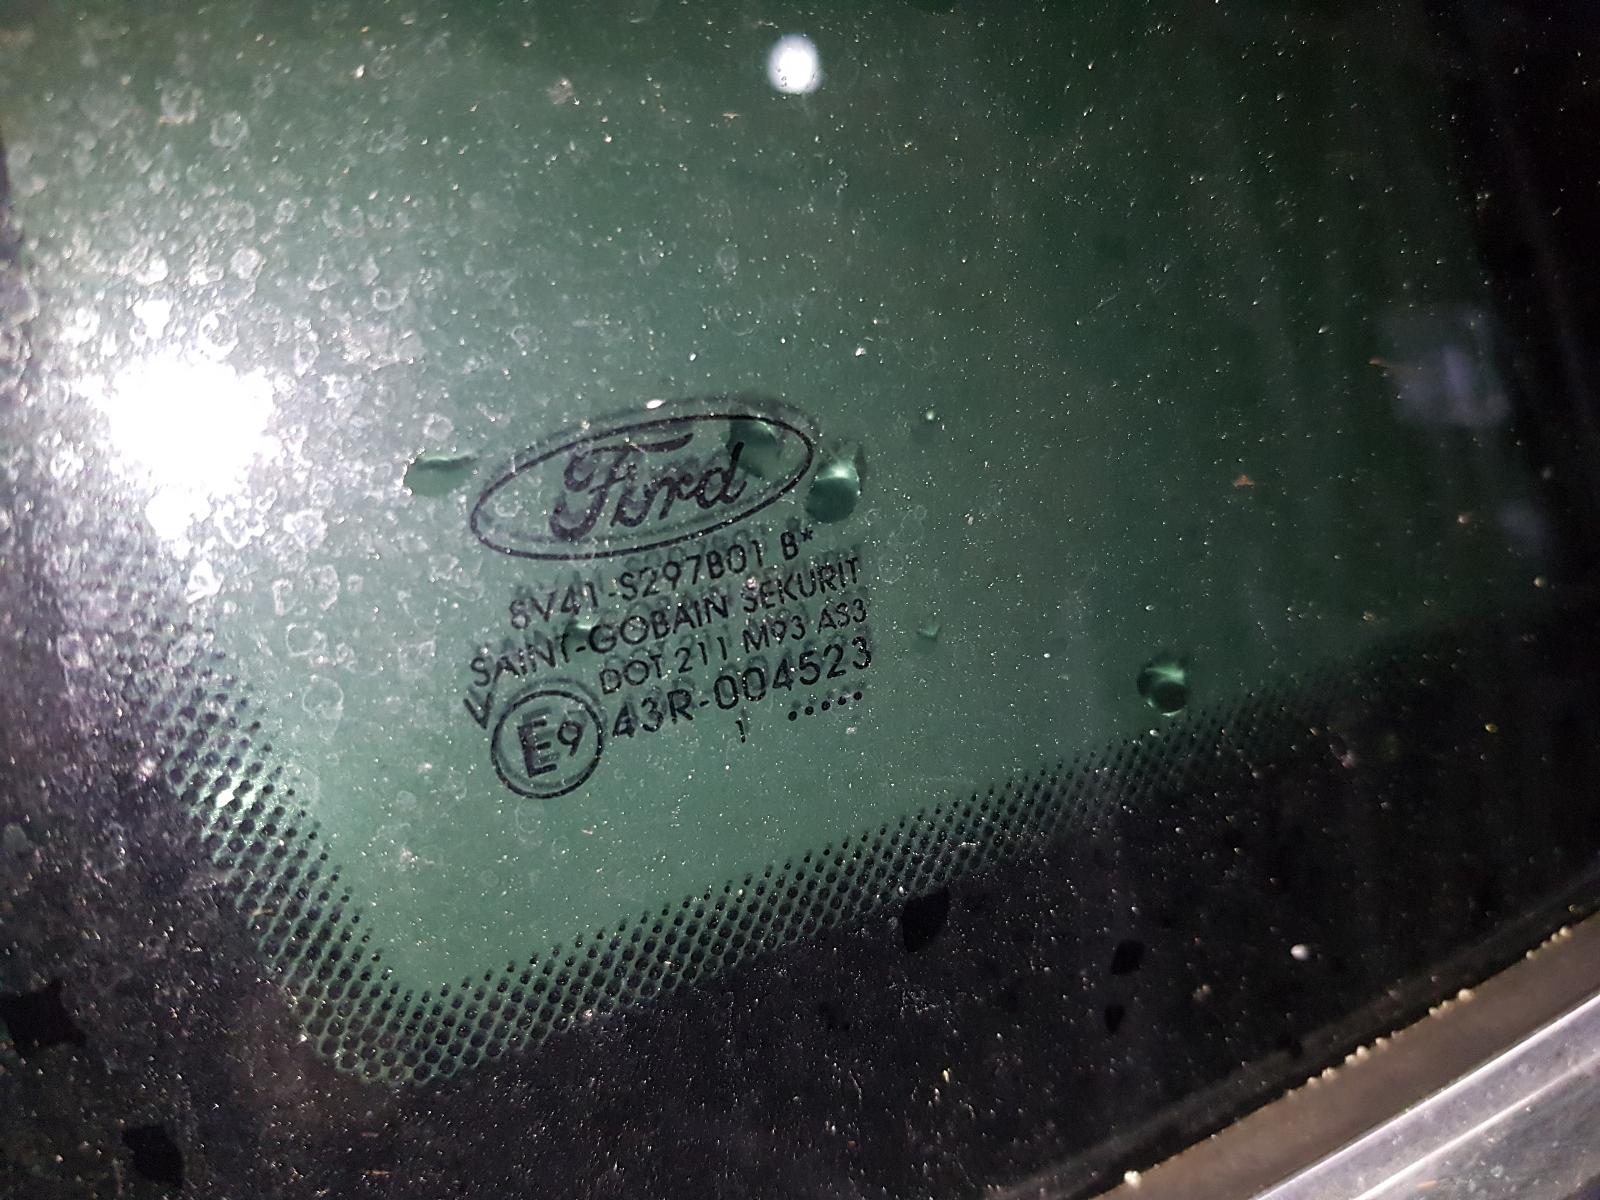 Ford
8V41-S297B01 B*
SAINT-GOBAIN SEKURIT
DOT 211 M93 AS3
E9 43R-004523
1 .....